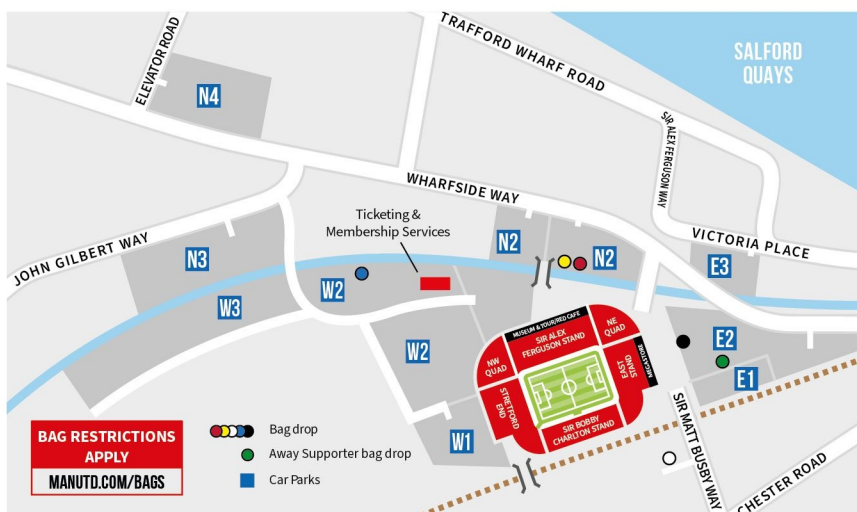 ELEVATOR ROAD
TRAFFORD WHARF ROAD
SALFORD
QUAYS
N4
SIR ALEX
FERGUSON WAY
WHARFSIDE WAY
JOHN GILBERT WAY
Ticketing &
Membership Services
VICTORIA PLACE
N3
N2
N2
E3
W3
W2
W2
MUSEUM & TOUR/RED CAFE
SIR ALEX
FERGUSON STAND
NW
QUAD
NE
QUAD
EAST
STAND
MEGASTORE
STRETFORD
END
SIR BOBBY
CHARLTON STAND
E2
E1
W1
SIR MATT BUSBY WAY
CHESTER ROAD
BAG RESTRICTIONS
APPLY
MANUTD.COM/BAGS
Bag drop
Away Supporter bag drop
Car Parks